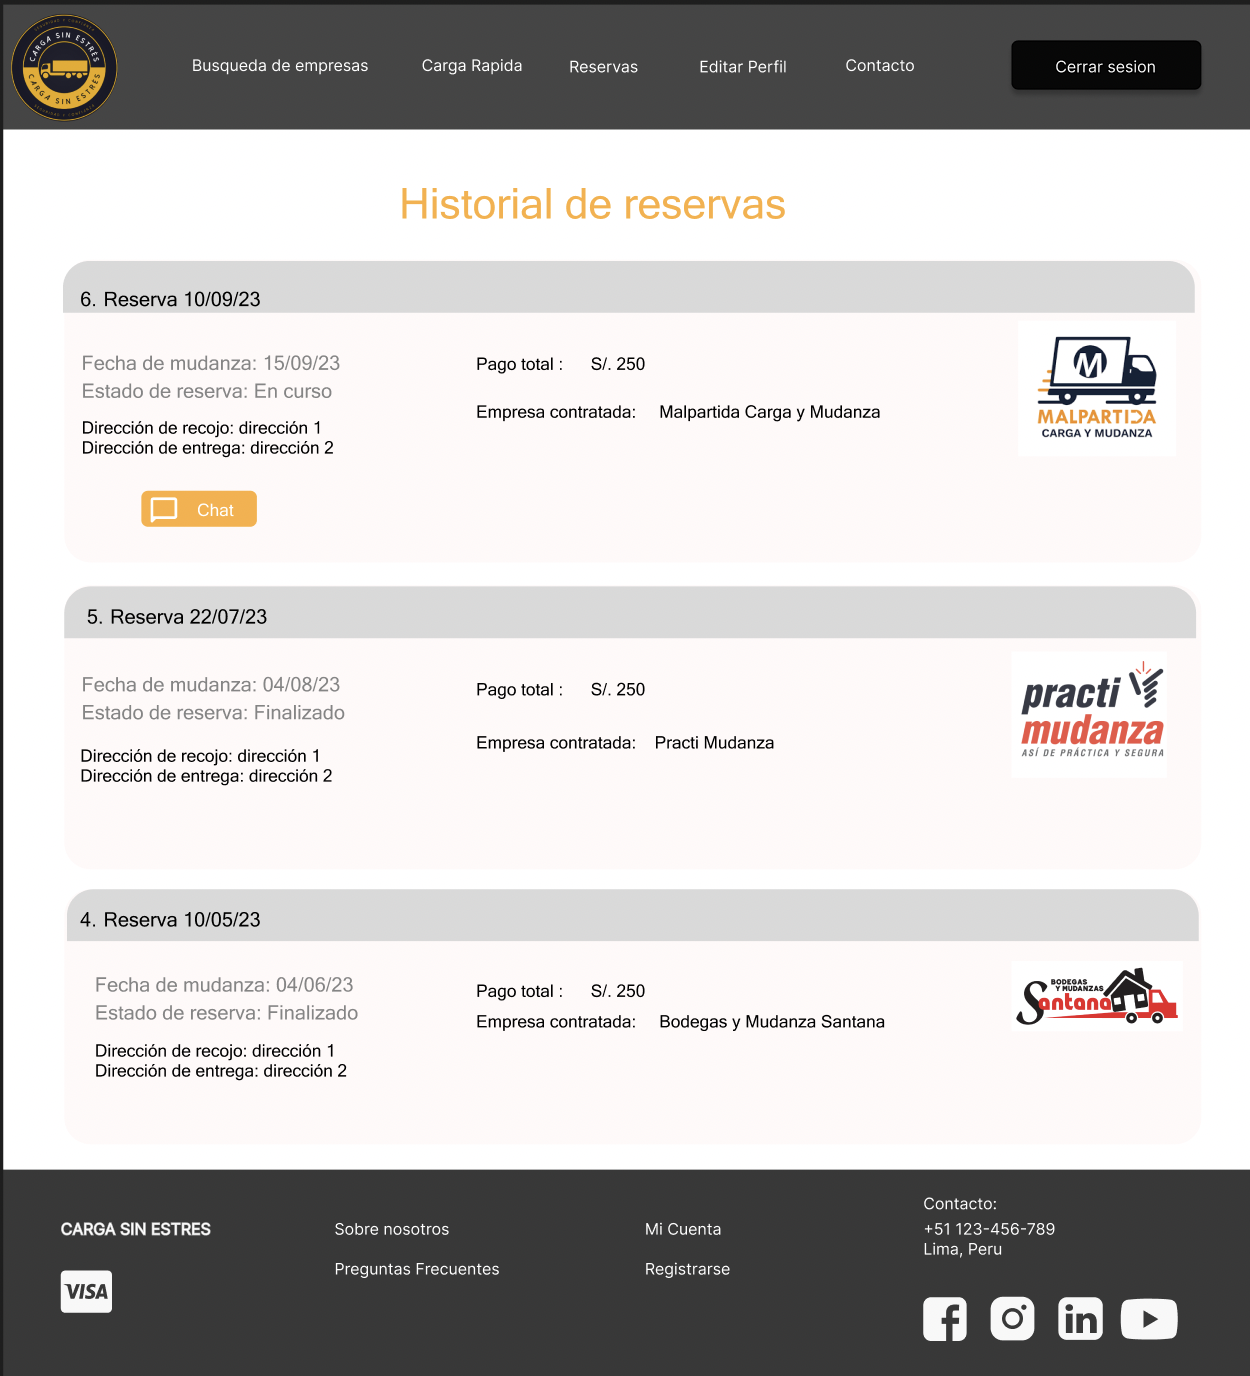 CARGA SIN ESTRES
CARGA SIN ESTRES
Busqueda de empresas
Carga Rapida
Reservas
Editar Perfil
Contacto
Cerrar sesion
Historial de reservas
6. Reserva 10/09/23
Fecha de mudanza: 15/09/23
Estado de reserva: En curso
Dirección de recojo: dirección 1
Dirección de entrega: dirección 2
Chat
Pago total : S/. 250
Empresa contratada: Malpartida Carga y Mudanza
M
MALPARTIDA
CARGA Y MUDANZA
5. Reserva 22/07/23
Fecha de mudanza: 04/08/23
Estado de reserva: Finalizado
Dirección de recojo: dirección 1
Dirección de entrega: dirección 2
Pago total : S/. 250
Empresa contratada: Practi Mudanza
practi
mudanza
ASÍ DE PRÁCTICA Y SEGURA
4. Reserva 10/05/23
Fecha de mudanza: 04/06/23
Estado de reserva: Finalizado
Dirección de recojo: dirección 1
Dirección de entrega: dirección 2
Pago total : S/. 250
Empresa contratada: Bodegas y Mudanza Santana
BODEGAS
Y MUDANZAS
Santana
CARGA SIN ESTRES
VISA
Sobre nosotros
Preguntas Frecuentes
Mi Cuenta
Registrarse
Contacto:
+51 123-456-789
Lima, Peru
in